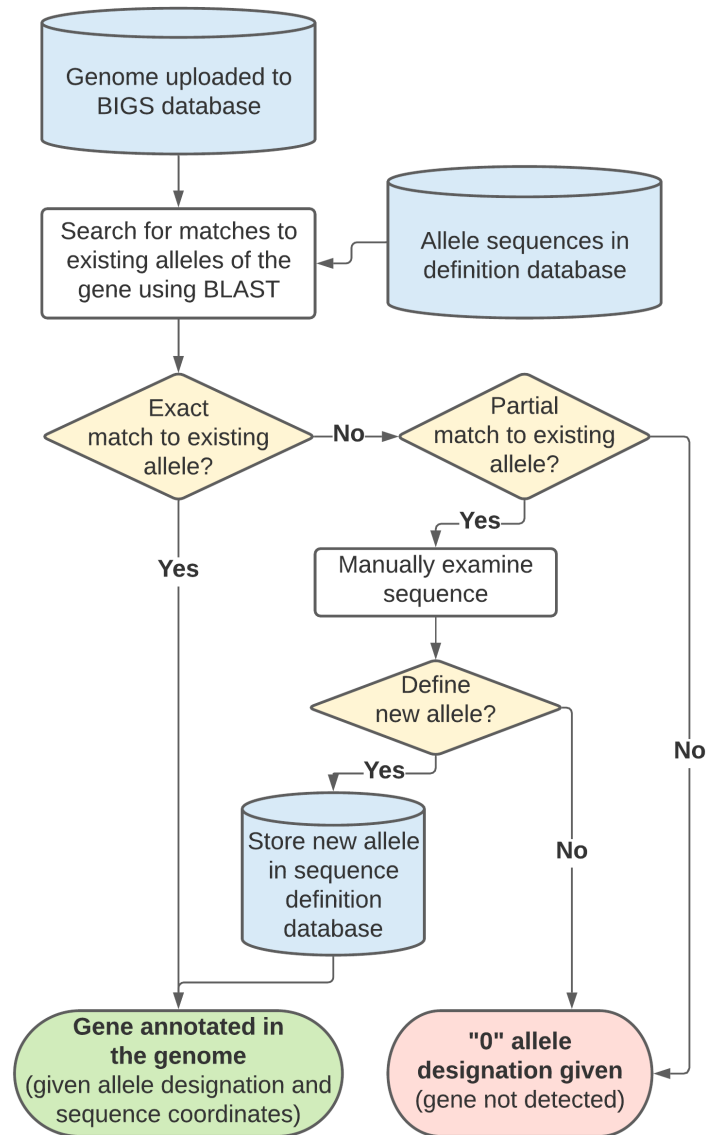 Genome uploaded to
BIGS database
Search for matches to
existing alleles of the
gene using BLAST
Allele sequences in
definition database
Exact
match to existing
allele?
No
Partial
match to existing
allele?
Yes
Yes
Manually examine
sequence
Define
new allele?
No
Yes
Store new allele
in sequence
definition
database
No
Gene annotated in
the genome
(given allele designation and
sequence coordinates)
"0" allele
designation given
(gene not detected)